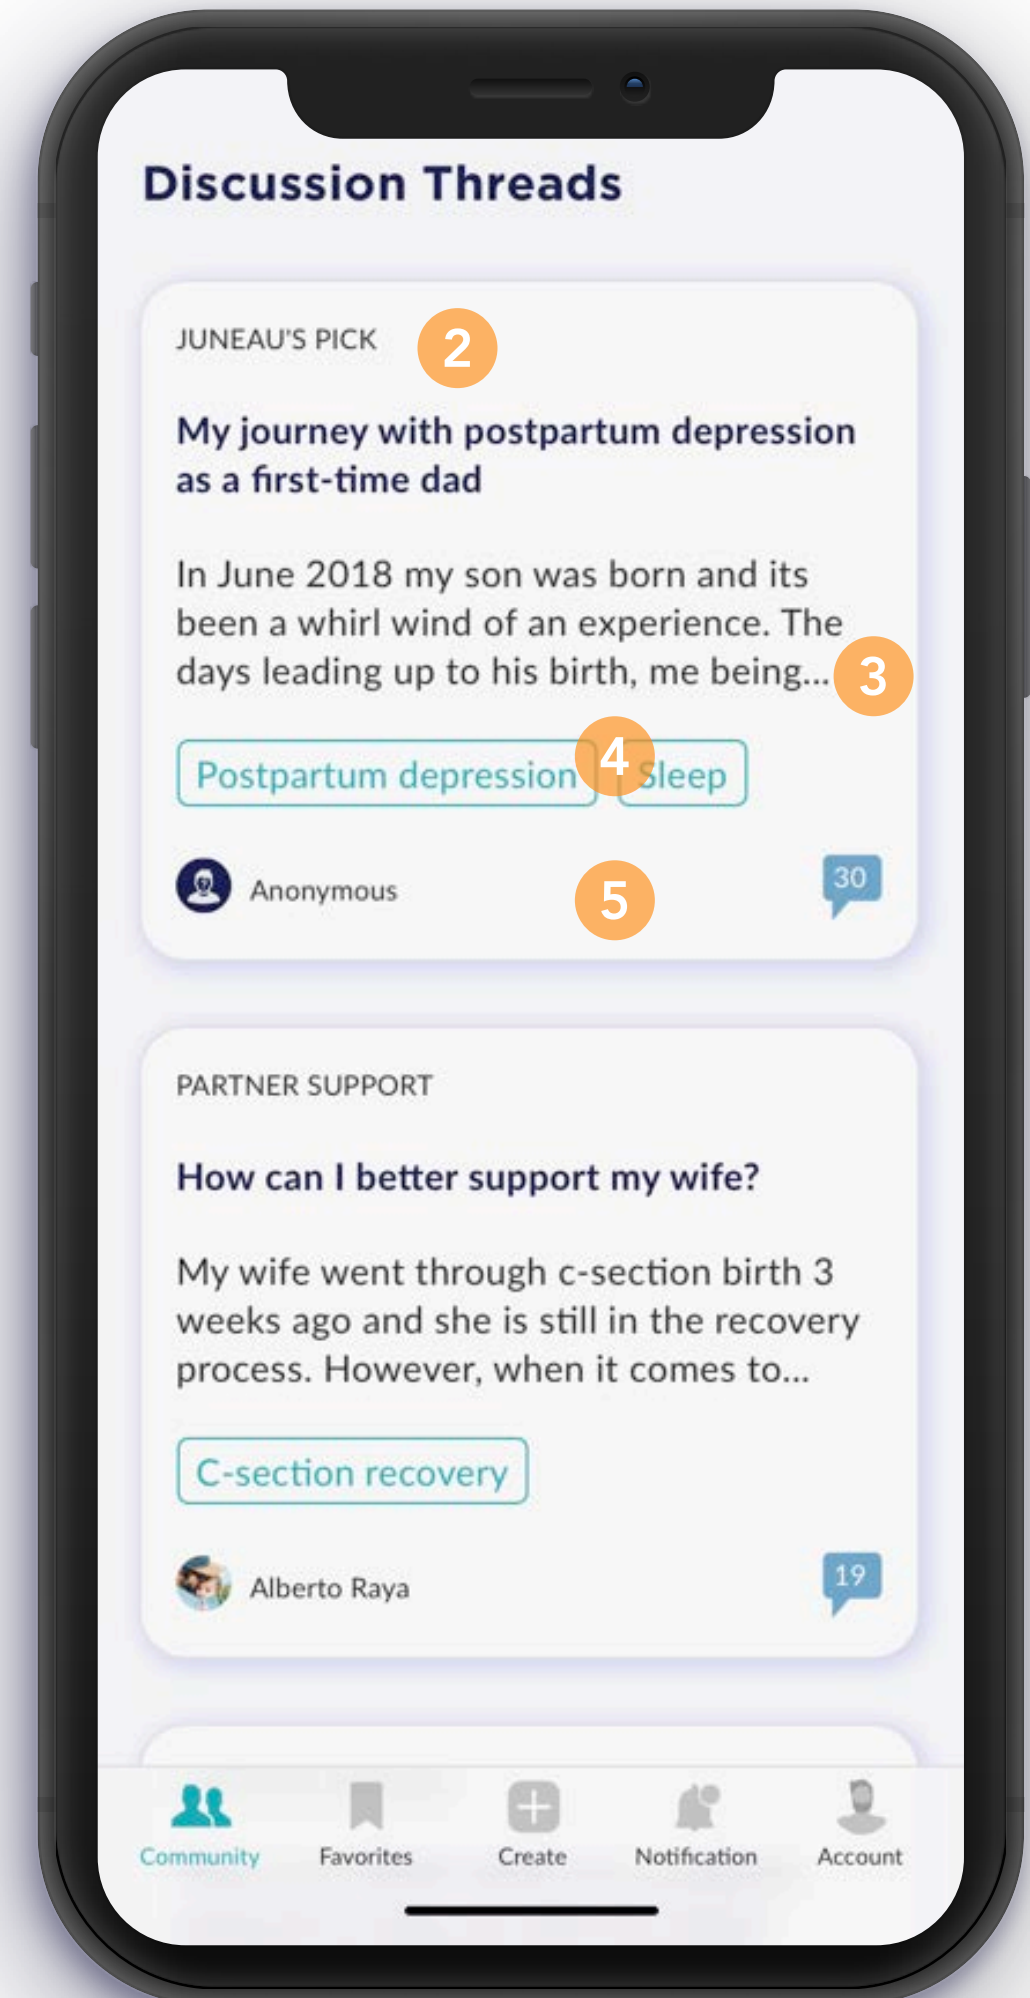 Discussion Threads
JUNEAU'S PICK
2
My journey with postpartum depression
as a first-time dad
In June 2018 my son was born and its
been a whirl wind of an experience. The
days leading up to his birth, me being...
3
Postpartum depression
4
Sleep
Anonymous
5
30
PARTNER SUPPORT
How can I better support my wife?
My wife went through c-section birth 3
weeks ago and she is still in the recovery
process. However, when it comes to...
C-section recovery
Alberto Raya
19
Community
Favorites
Create
Notification
Account